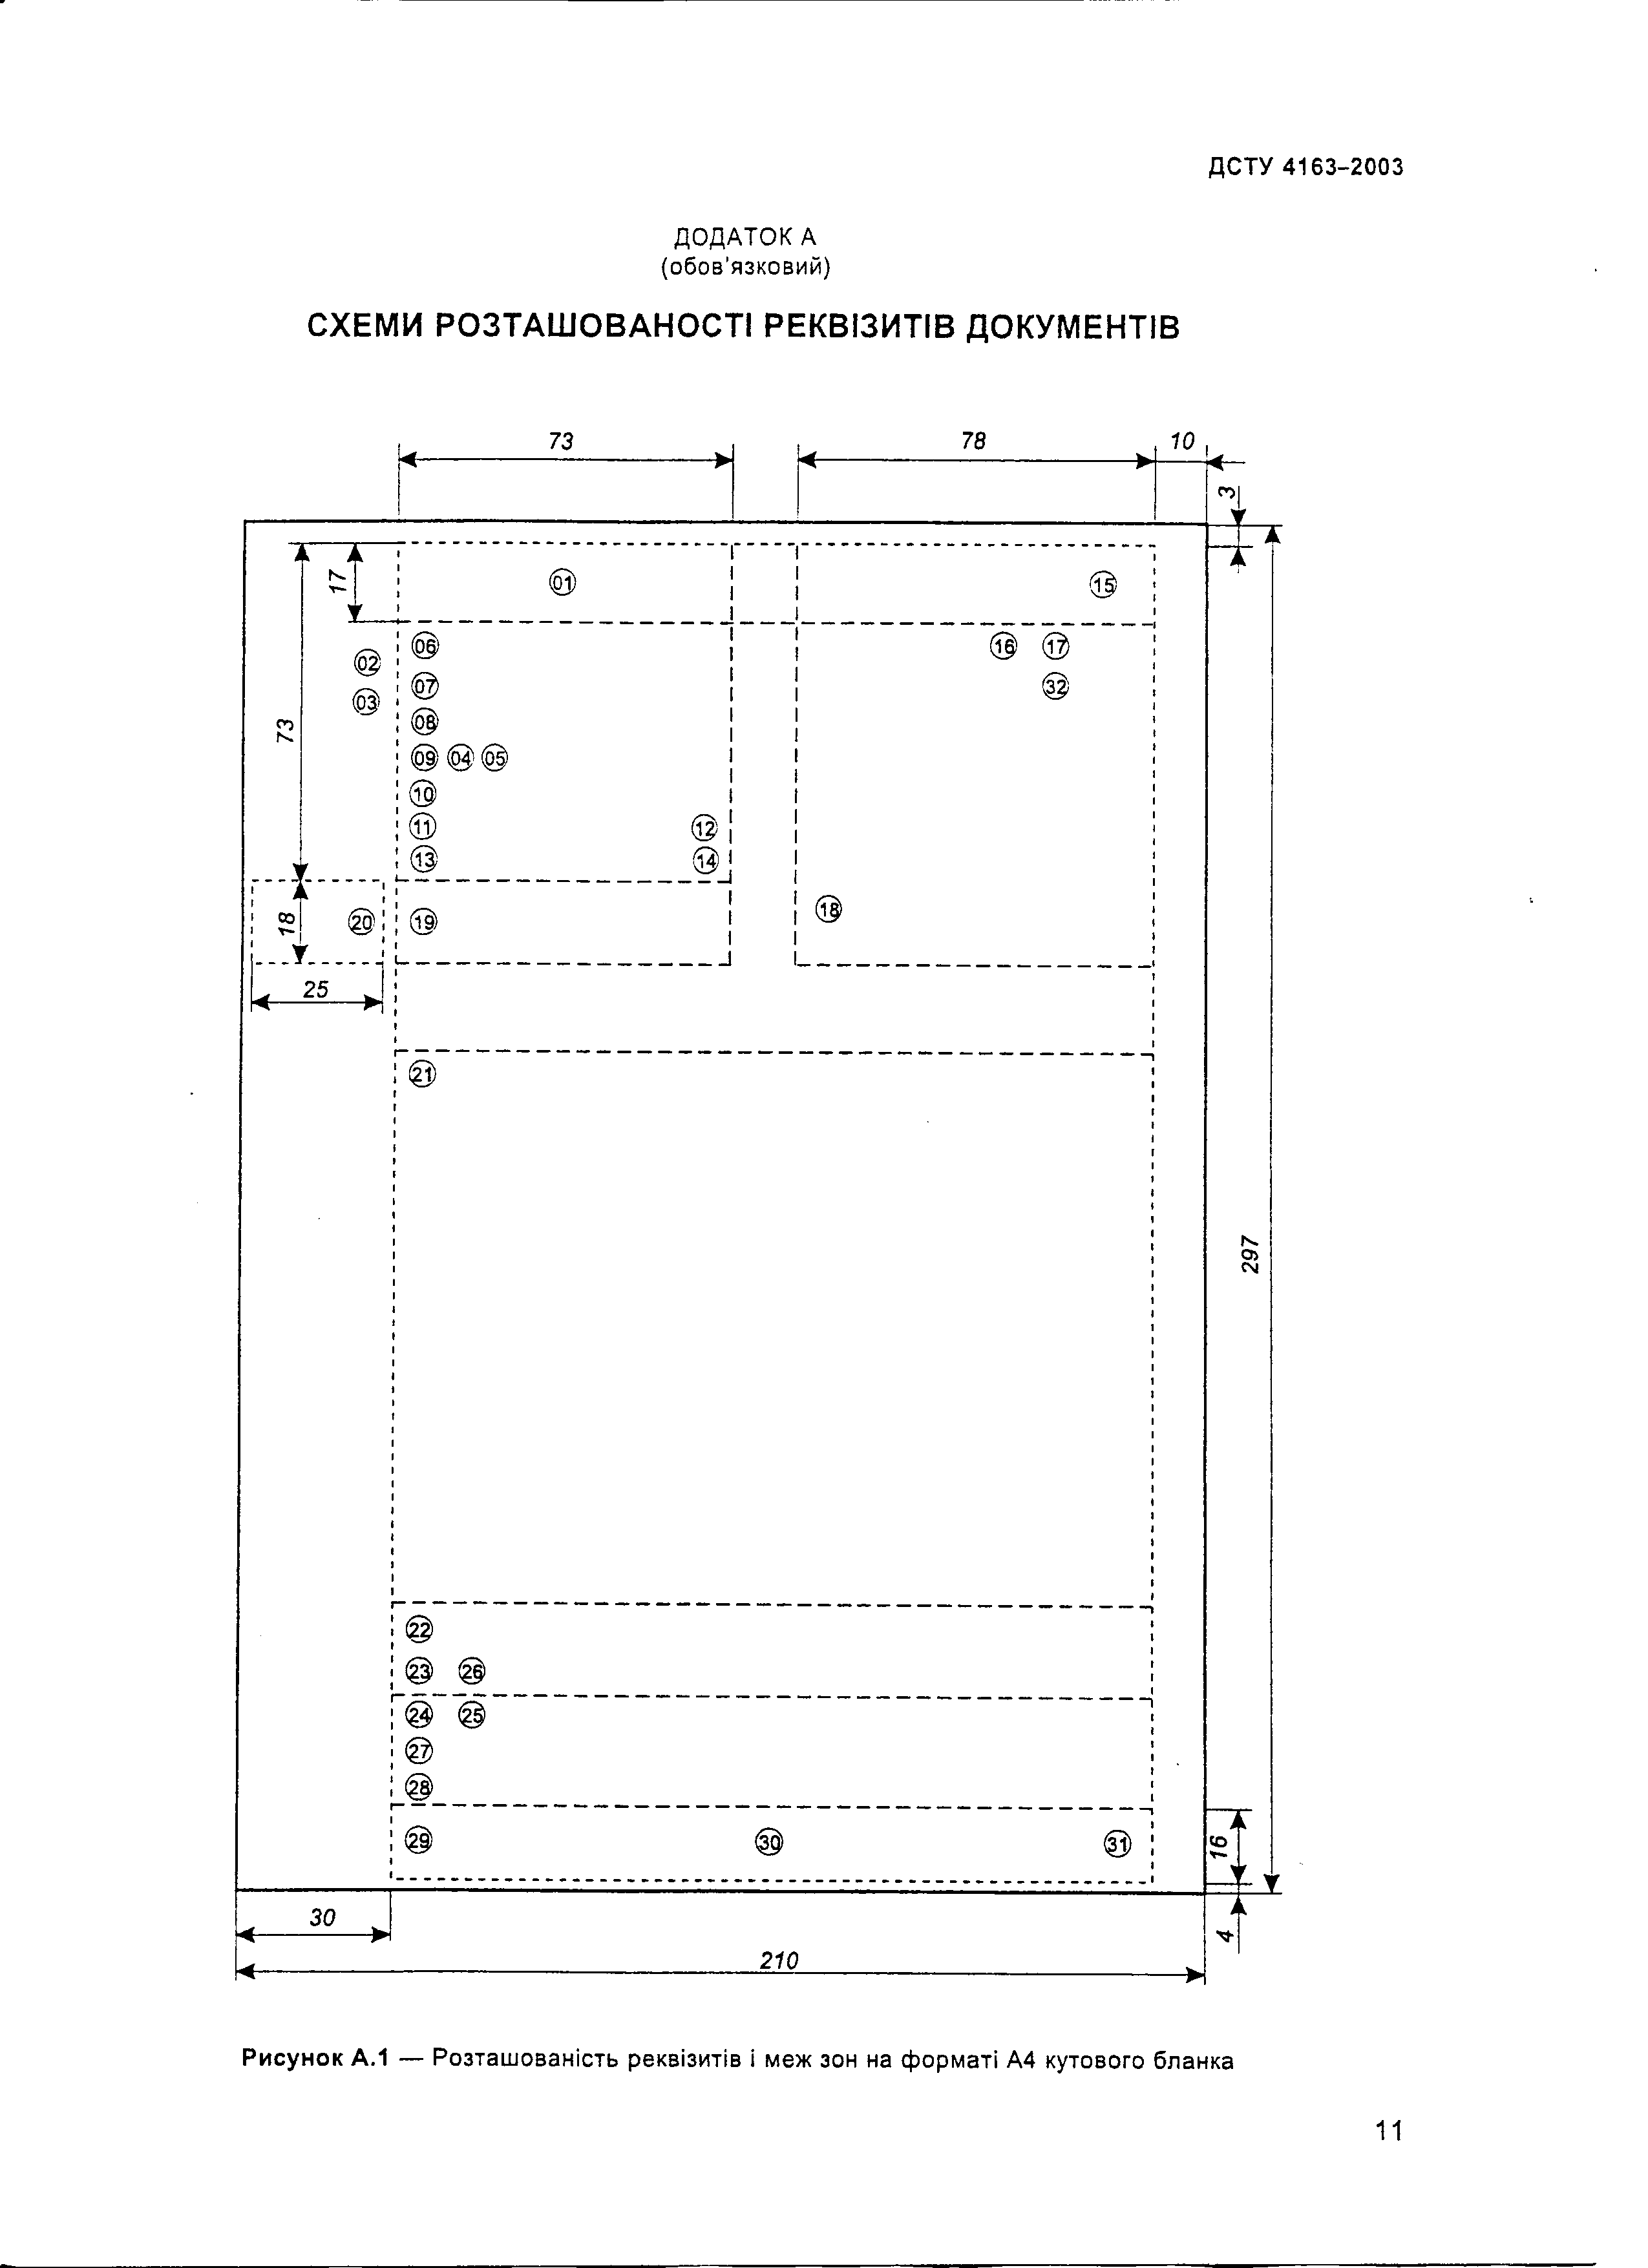 ДСТУ 4163–2003
ДОДАТОК А
(обов'язковий)
СХЕМИ РОЗТАШОВАНОСТІ РЕКВІЗИТІВ ДОКУМЕНТІВ
73 78 10
3
17 01 15
02 06 16 17
03 07 32
73 08
09 04 05
10
11 12
13 14
18 20 19 18
25
21
297
22
23 26
24 25
27
28
29 30 31 16
30 4
210
Рисунок А.1 — Розташованість реквізитів і меж зон на форматі А4 кутового бланка
11